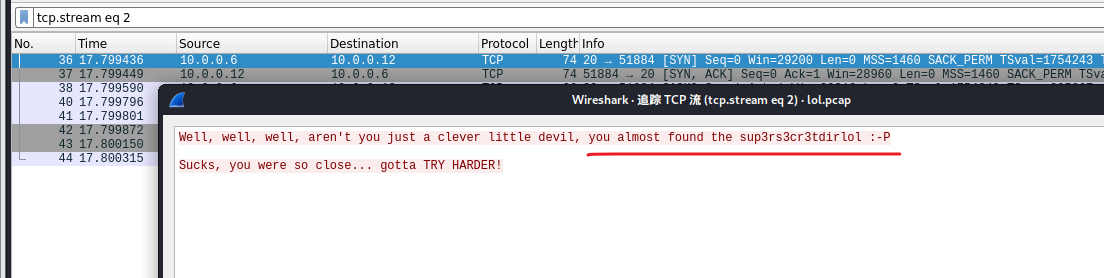 tcp.stream eq 2
No. Time Source Destination Protocol Length Info
36 17.799436 10.0.0.6 10.0.0.12 TCP 74 20 → 51884 [SYN] Seq=0 Win=29200 Len=0 MSS=1460 SACK_PERM TSval=1754243
37 17.799449 10.0.0.12 10.0.0.6 TCP 74 51884 → 20 [SYN, ACK] Seq=0 Ack=1 Win=28960 Len=0 MSS=1460 SACK_PERM
38 17.799590
40 17.799796
41 17.799801
42 17.799872
43 17.800150
44 17.800315
Wireshark · 追踪 TCP 流 (tcp.stream eq 2) · lol.pcap
Well, well, well, aren't you just a clever little devil, you almost found the sup3rs3cr3tdirlol :-P
Sucks, you were so close... gotta TRY HARDER!